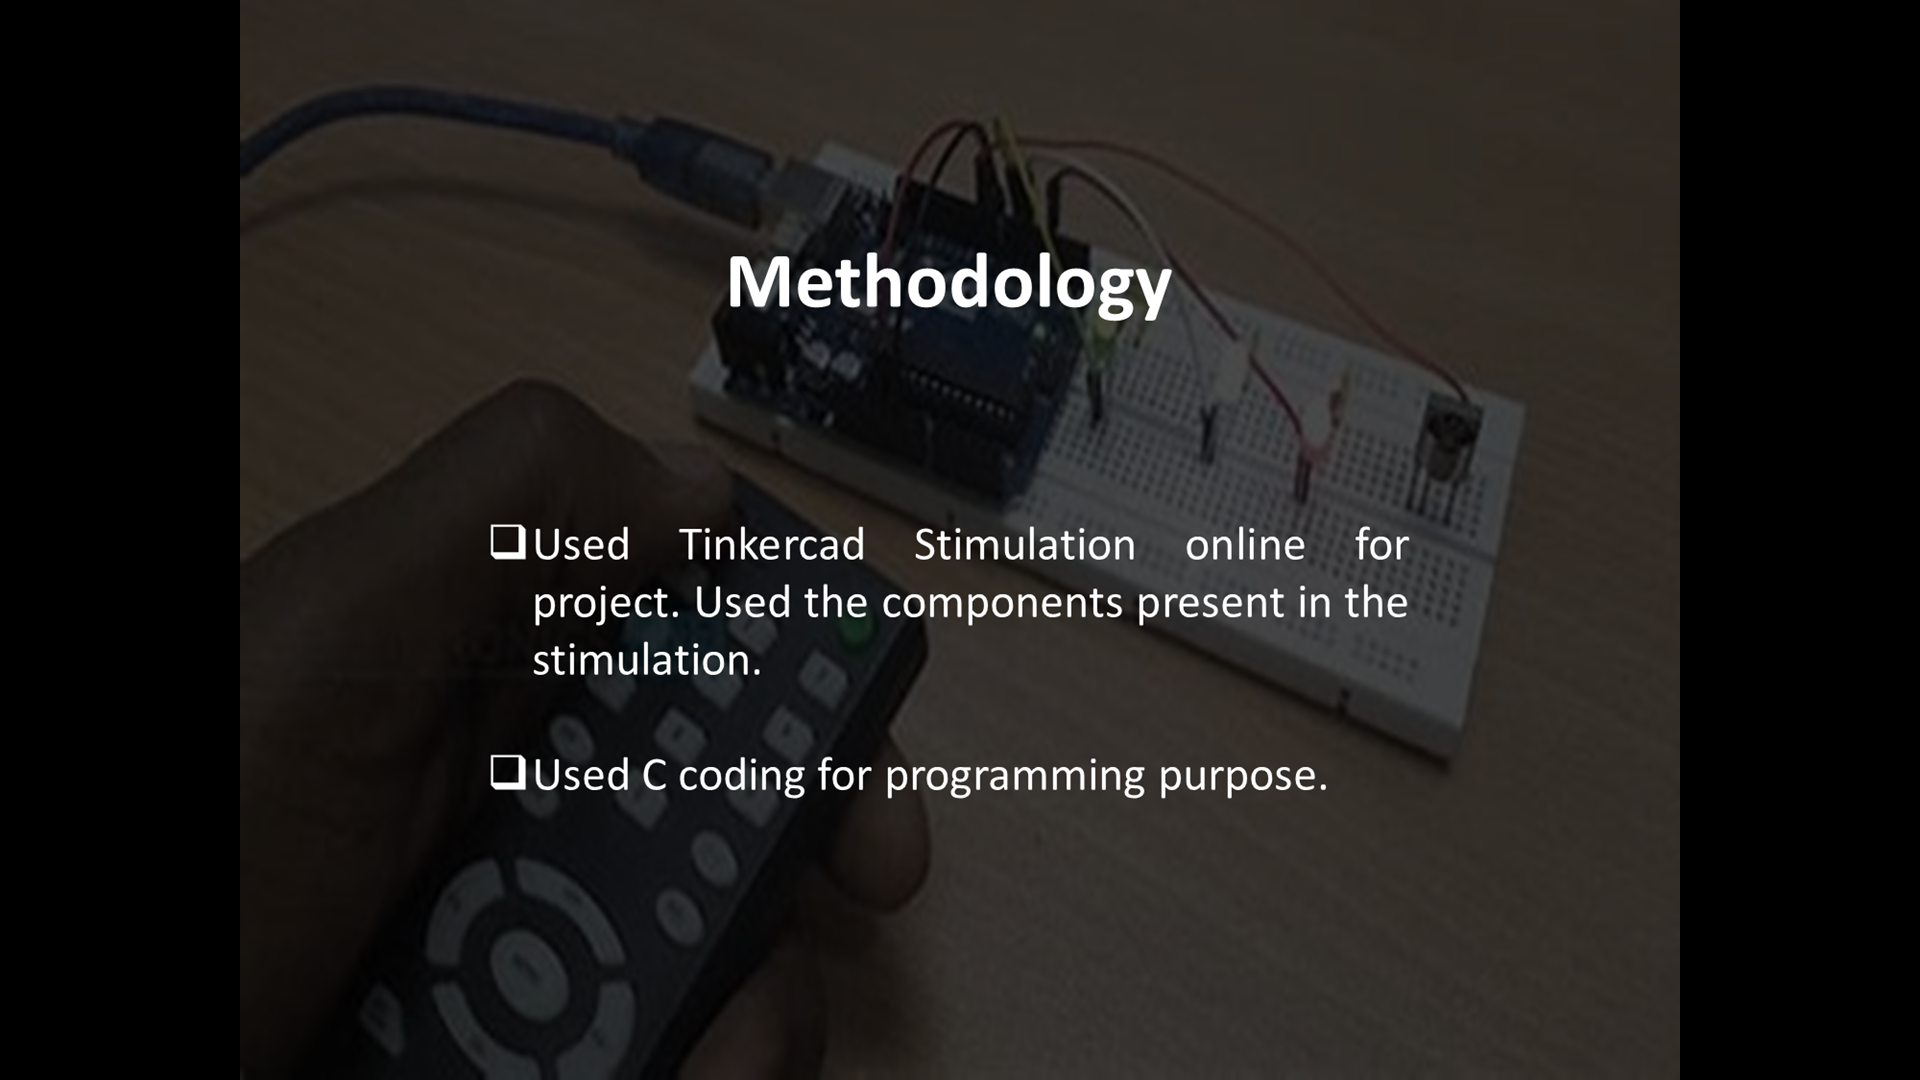 Methodology
❑Used Tinkercad Stimulation online for
project. Used the components present in the
stimulation.
❑Used C coding for programming purpose.